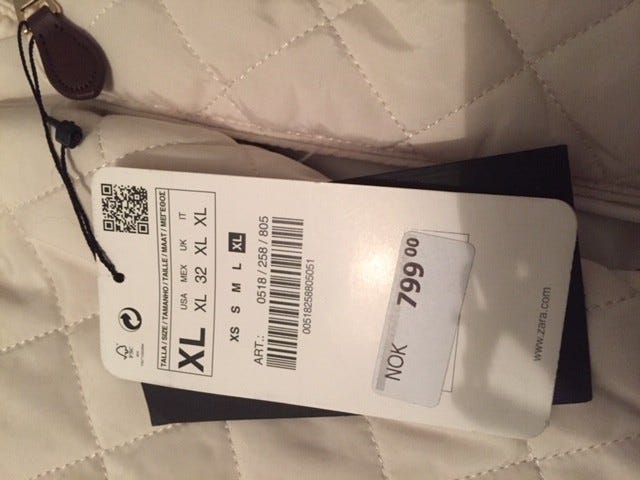 TALLA / SIZE / TAMANHO / TAILLE / MAAT / ΜΕΓΕΘΟΣ
XL
USA MEX UK IT
XL 32 XL XL
XS S M L XL
ART.: 0518 / 258 / 805
00518258805051
FSC
NOK 799 00
www.zara.com